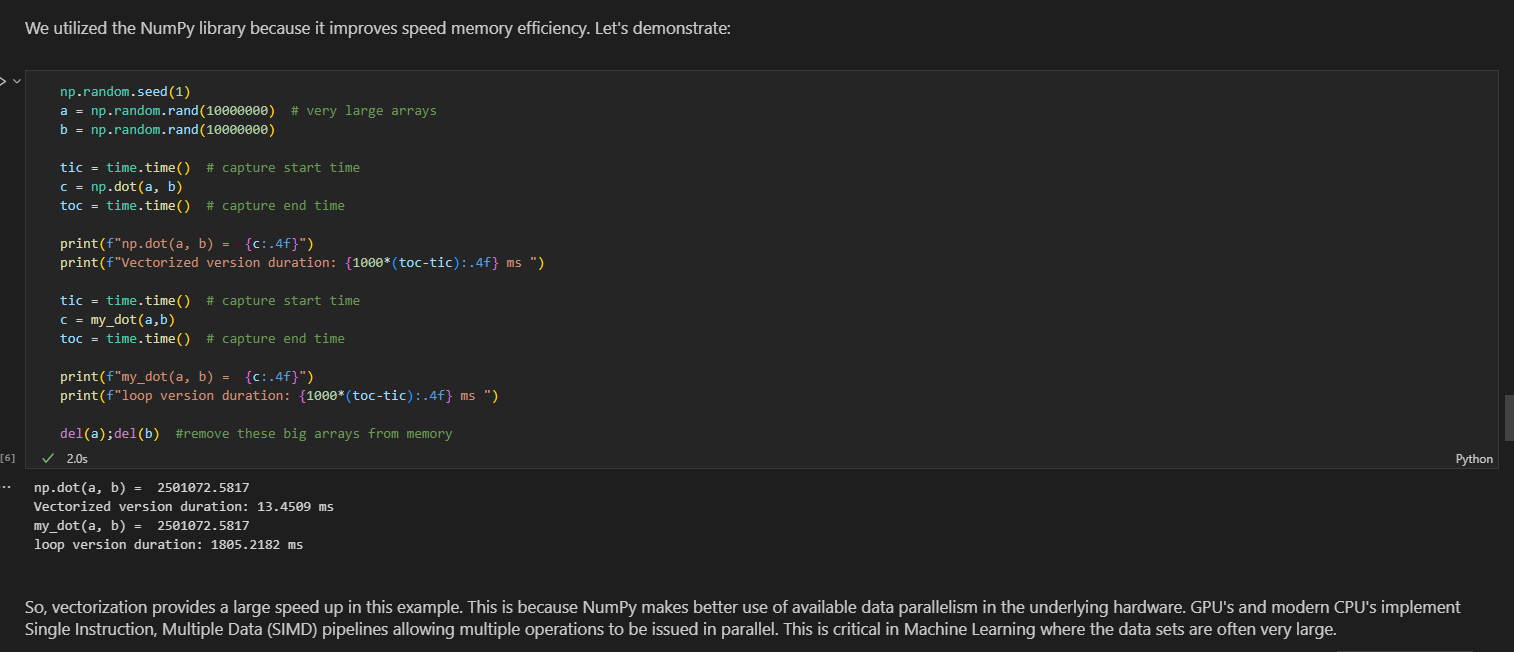 We utilized the NumPy library because it improves speed memory efficiency. Let's demonstrate:
np.random.seed(1)
a = np.random.rand(10000000)  # very large arrays
b = np.random.rand(10000000)
tic = time.time()  # capture start time
c = np.dot(a, b)
toc = time.time()  # capture end time
print(f"np.dot(a, b) =  {c:.4f}")
print(f"Vectorized version duration: {1000*(toc-tic):.4f} ms ")
tic = time.time()  # capture start time
c = my_dot(a,b)
toc = time.time()  # capture end time
print(f"my_dot(a, b) =  {c:.4f}")
print(f"loop version duration: {1000*(toc-tic):.4f} ms ")
del(a);del(b)  #remove these big arrays from memory
[6] ✓ 2.0s Python
np.dot(a, b) =  2501072.5817
Vectorized version duration: 13.4509 ms
my_dot(a, b) =  2501072.5817
loop version duration: 1805.2182 ms
So, vectorization provides a large speed up in this example. This is because NumPy makes better use of available data parallelism in the underlying hardware. GPU's and modern CPU's implement
Single Instruction, Multiple Data (SIMD) pipelines allowing multiple operations to be issued in parallel. This is critical in Machine Learning where the data sets are often very large.